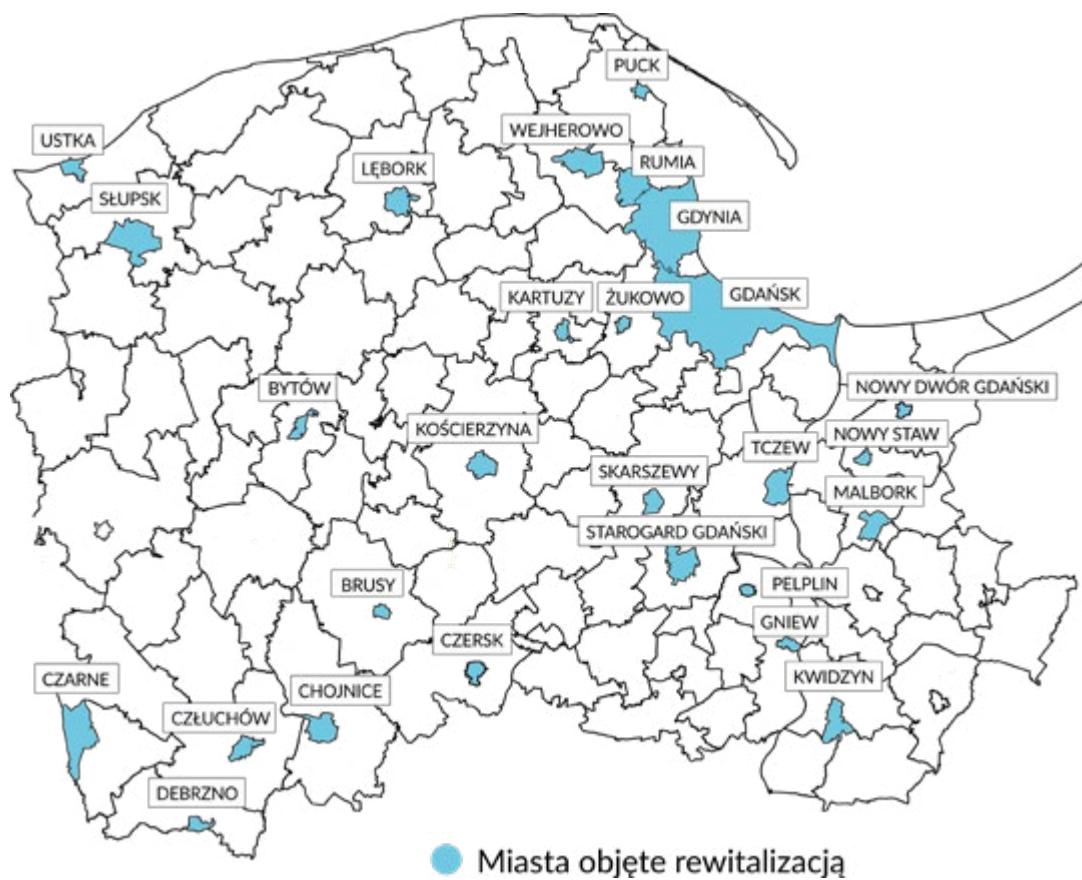 PUCK
WEJHEROWO
USTKA
RUMIA
LĘBORK
SŁUPSK
GDYNIA
GDAŃSK
KARTUZY
ŻUKOWO
NOWY DWÓR GDAŃSKI
BYTÓW
KOŚCIERZYNA
NOWY STAW
TCZEW
SKARSZEWY
MALBORK
STAROGARD GDAŃSKI
BRUSY
PELPLIN
GNIEW
CZERSK
CZARNE
CHOJNICE
KWIDZYN
CZŁUCHÓW
DEBRZNO
Miasta objęte rewitalizacją